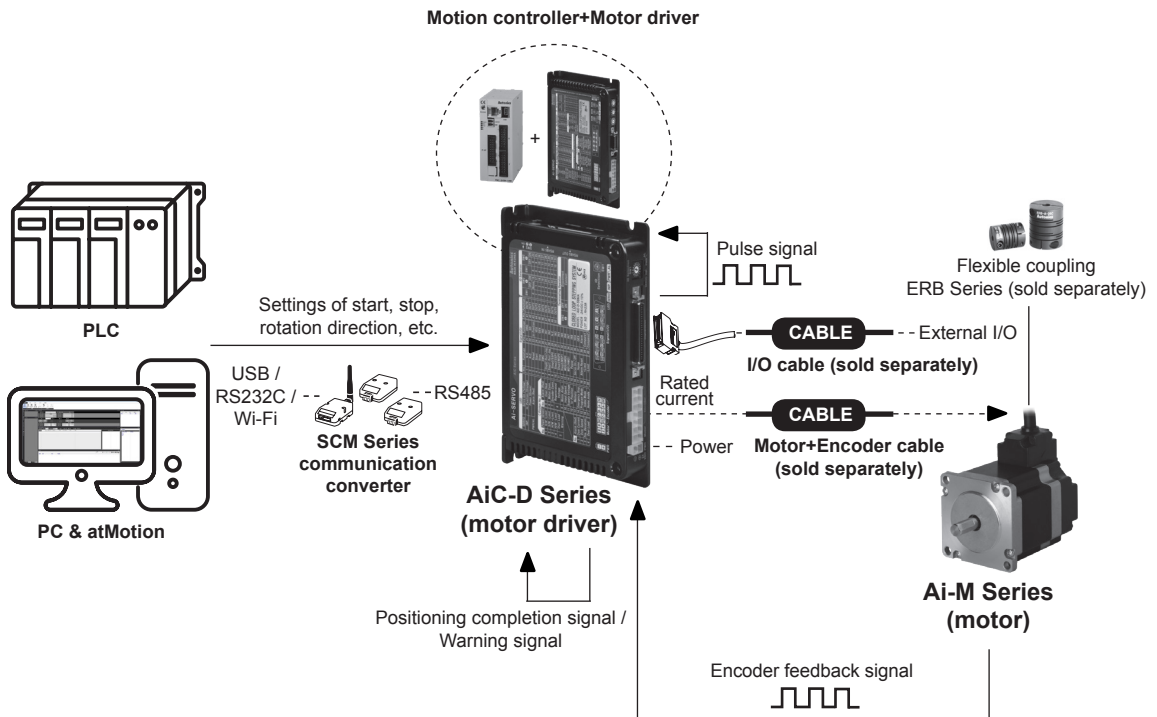 Motion controller+Motor driver
+
PLC
Settings of start, stop,
rotation direction, etc.
Pulse signal
Flexible coupling
ERB Series (sold separately)
CABLE
External I/O
I/O cable (sold separately)
USB /
RS232C /
Wi-Fi
RS485
SCM Series
communication
converter
Rated
current
CABLE
Power
Motor+Encoder cable
(sold separately)
PC & atMotion
AiC-D Series
(motor driver)
Ai-SERVO
Ai-M Series
(motor)
Positioning completion signal /
Warning signal
Encoder feedback signal